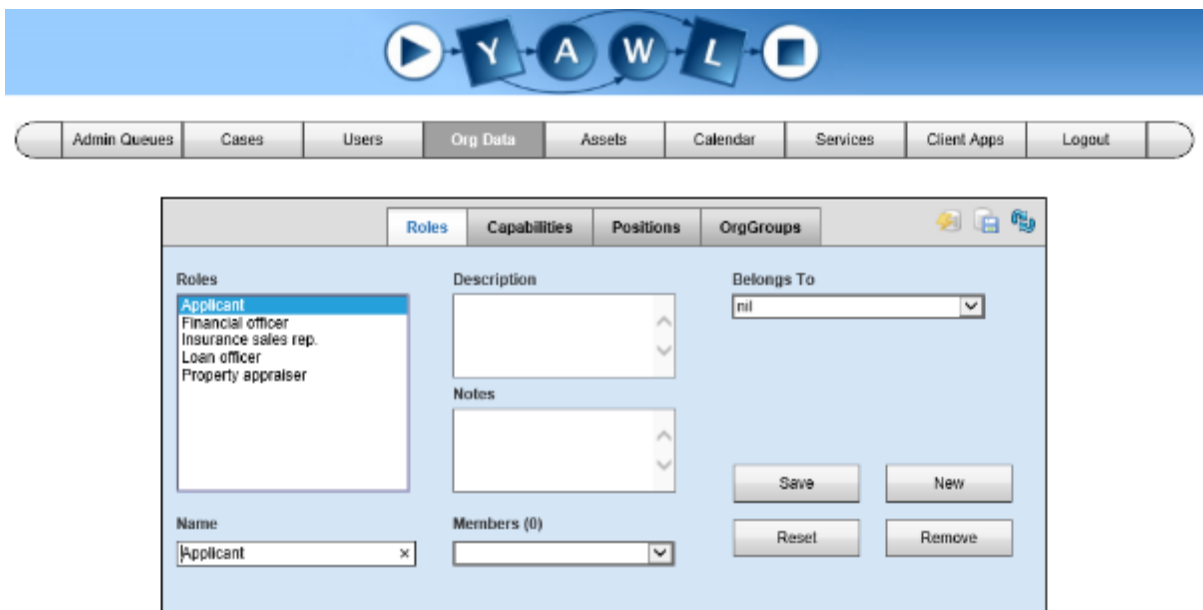 Y A W L
Admin Queues Cases Users Org Data Assets Calendar Services Client Apps Logout
Roles Capabilities Positions OrgGroups
Roles Description Belongs To
Applicant
nil
Financial officer
Insurance sales rep.
Loan officer
Property appraiser
Notes
Save New
Name Members (0)
Reset Remove
Applicant ×